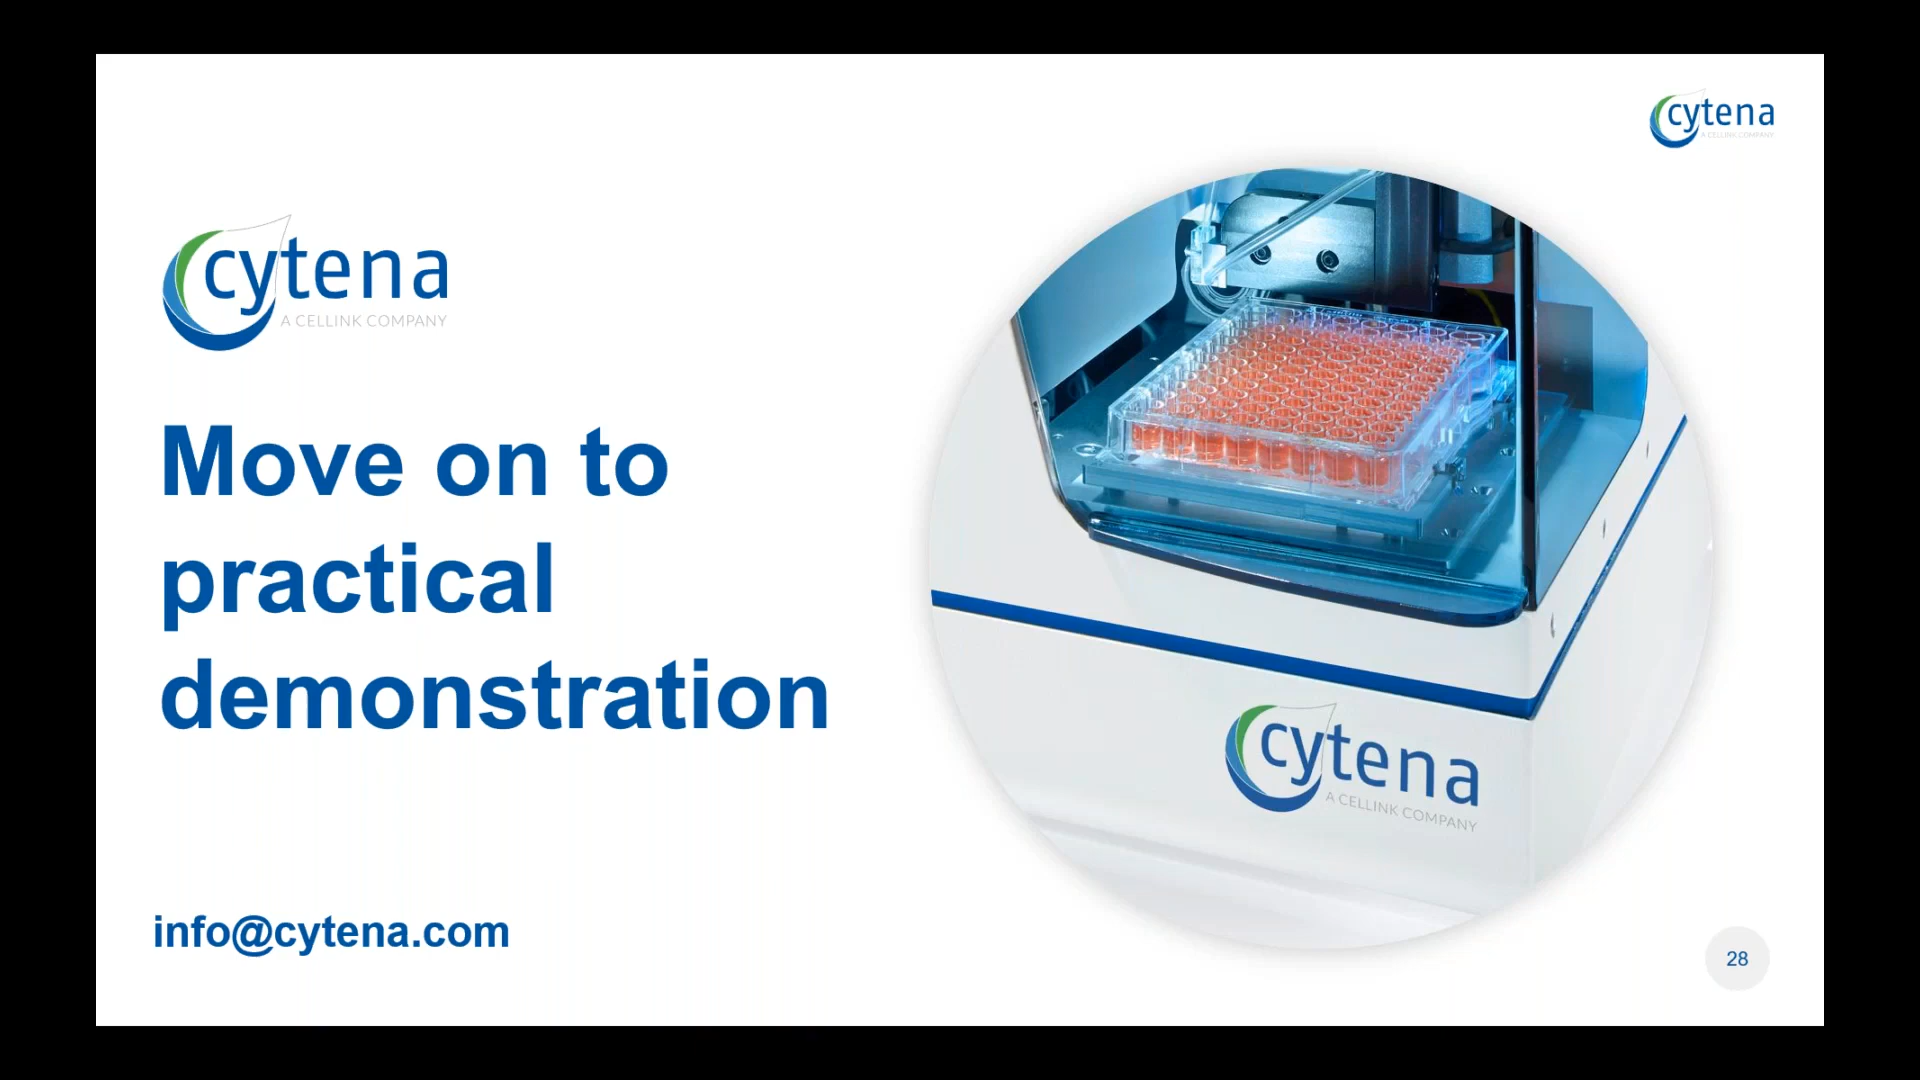 cytena
A CELLINK COMPANY
cytena
A CELLINK COMPANY
Move on to
practical
demonstration
cytena
A CELLINK COMPANY
info@cytena.com
28